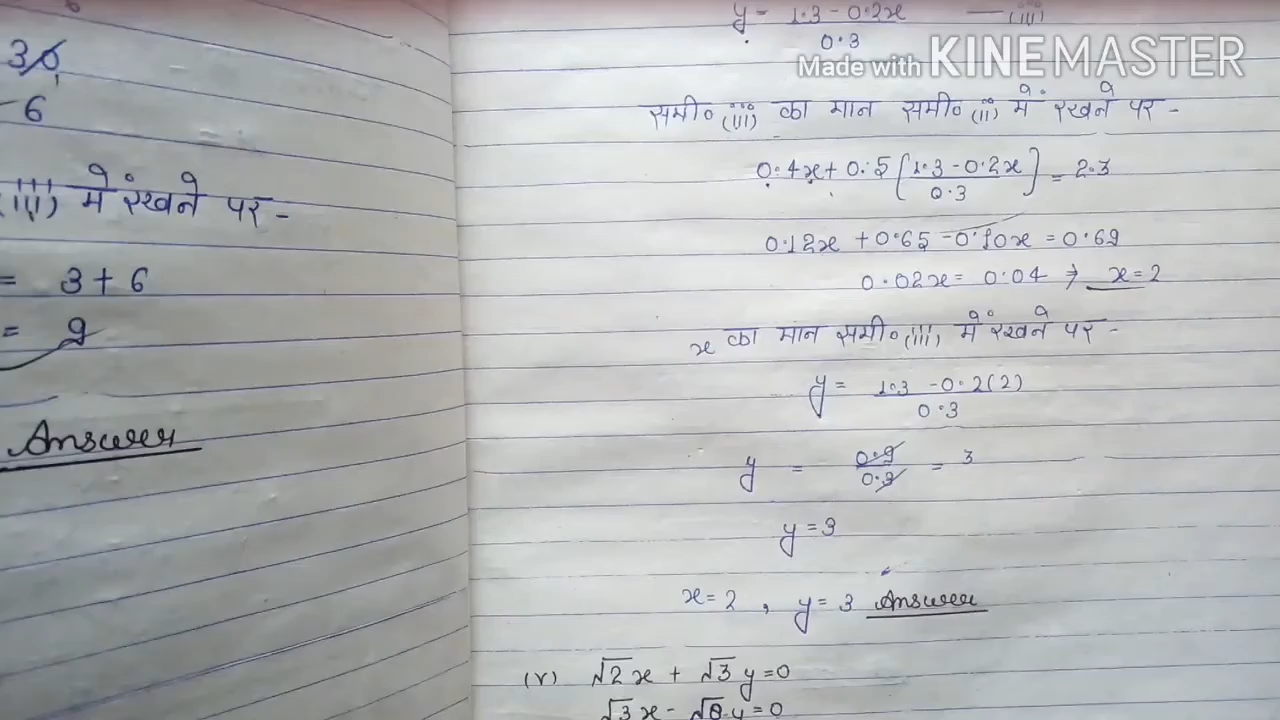 30
-6
(iii) में रखने पर -
= 3 + 6
= 9
Answer
y = 1.3 - 0.2x / 0.3 — (iii)
Made with KINEMASTER
समी० (iii) का मान समी० (ii) में रखने पर -
0.4x + 0.5 [1.3 - 0.2x / 0.3] = 2.3
0.12x + 0.65 - 0.10x = 0.69
0.02x = 0.04 ⇒ x = 2
x का मान समी० (iii) में रखने पर -
y = 1.3 - 0.2(2) / 0.3
y = 0.9 / 0.3 = 3
y = 3
x = 2 , y = 3 Answer
(v) √2x + √3y = 0
√3x - √8y = 0